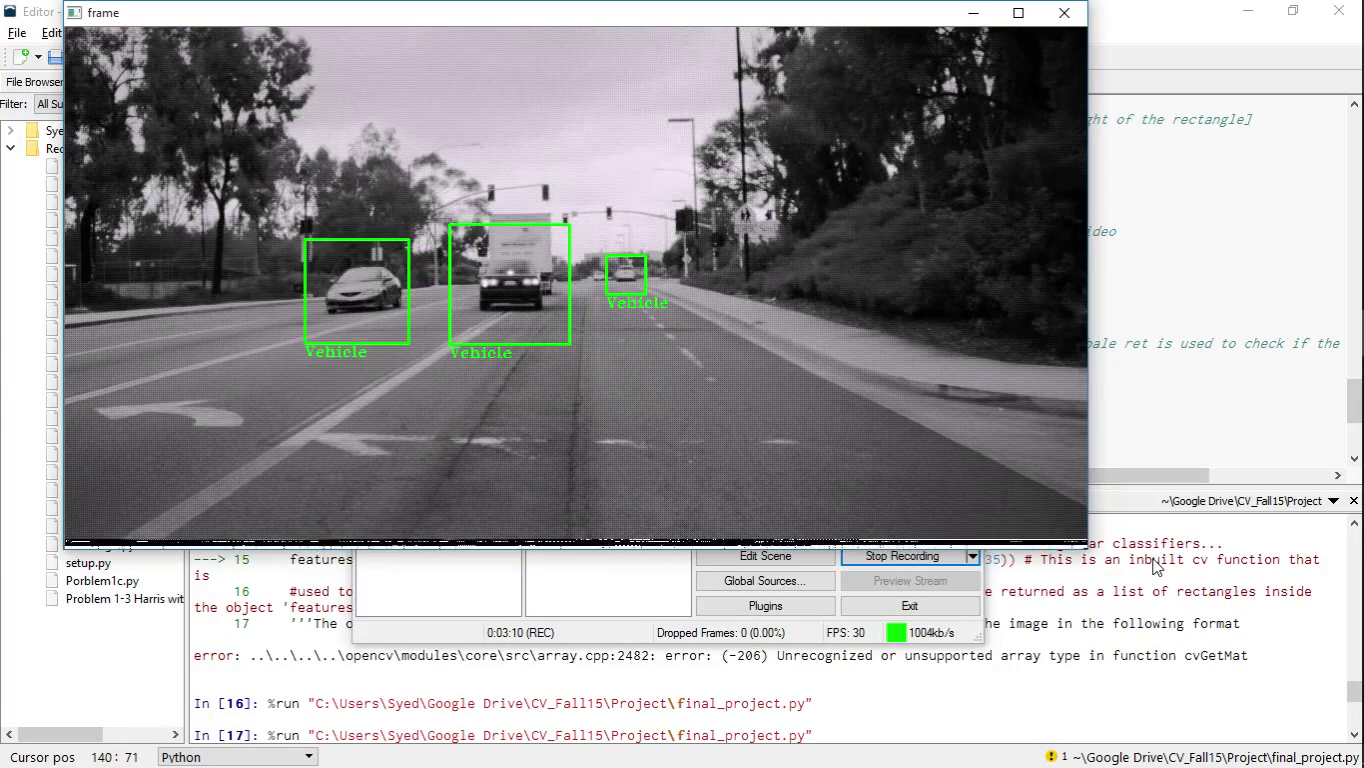 Editor -
frame
File
Edit
File Browser
Filter:
All Su
Sye
Rec
ght of the rectangle]
ideo
Vehicle
Vehicle
Vehicle
bale ret is used to check if the
~\Google Drive\CV_Fall15\Project
ar classifiers...
setup.py
Porblem1c.py
Problem 1-3 Harris wit
---> 15 features
35)) # This is an inbuilt cv function that
is
16 #used to
e returned as a list of rectangles inside
the object 'features
17 '''The o
he image in the following format
Edit Scene
Stop Recording
Global Sources...
Preview Stream
Plugins
Exit
0:03:10 (REC)
Dropped Frames: 0 (0.00%)
FPS: 30
1004kb/s
error: ..\..\..\..\opencv\modules\core\src\array.cpp:2482: error: (-206) Unrecognized or unsupported array type in function cvGetMat
In [16]: %run "C:\Users\Syed\Google Drive\CV_Fall15\Project\final_project.py"
In [17]: %run "C:\Users\Syed\Google Drive\CV_Fall15\Project\final_project.py"
Cursor pos
140: 71
Python
1 ~\Google Drive\CV_Fall15\Project\final_project.py